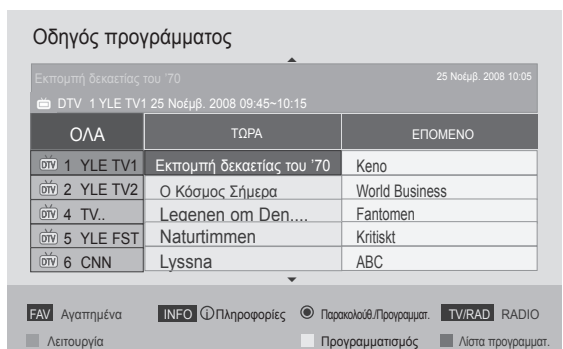 Οδηγός προγράμματος
Εκπομπή δεκαετίας του '70 25 Νοέμβ. 2008 10:05
DTV 1 YLE TV1 25 Νοέμβ. 2008 09:45~10:15
ΟΛΑ ΤΩΡΑ ΕΠΟΜΕΝΟ
DTV 1 YLE TV1 Εκπομπή δεκαετίας του '70 Keno
DTV 2 YLE TV2 Ο Κόσμος Σήμερα World Business
DTV 4 TV.. Legenen om Den.... Fantomen
DTV 5 YLE FST Naturtimmen Kritiskt
DTV 6 CNN Lyssna ABC
FAV Αγαπημένα INFO ⓘΠληροφορίες Παρακολούθ./Προγραμματ. TV/RAD RADIO
Λειτουργία Προγραμματισμός Λίστα προγραμματ.